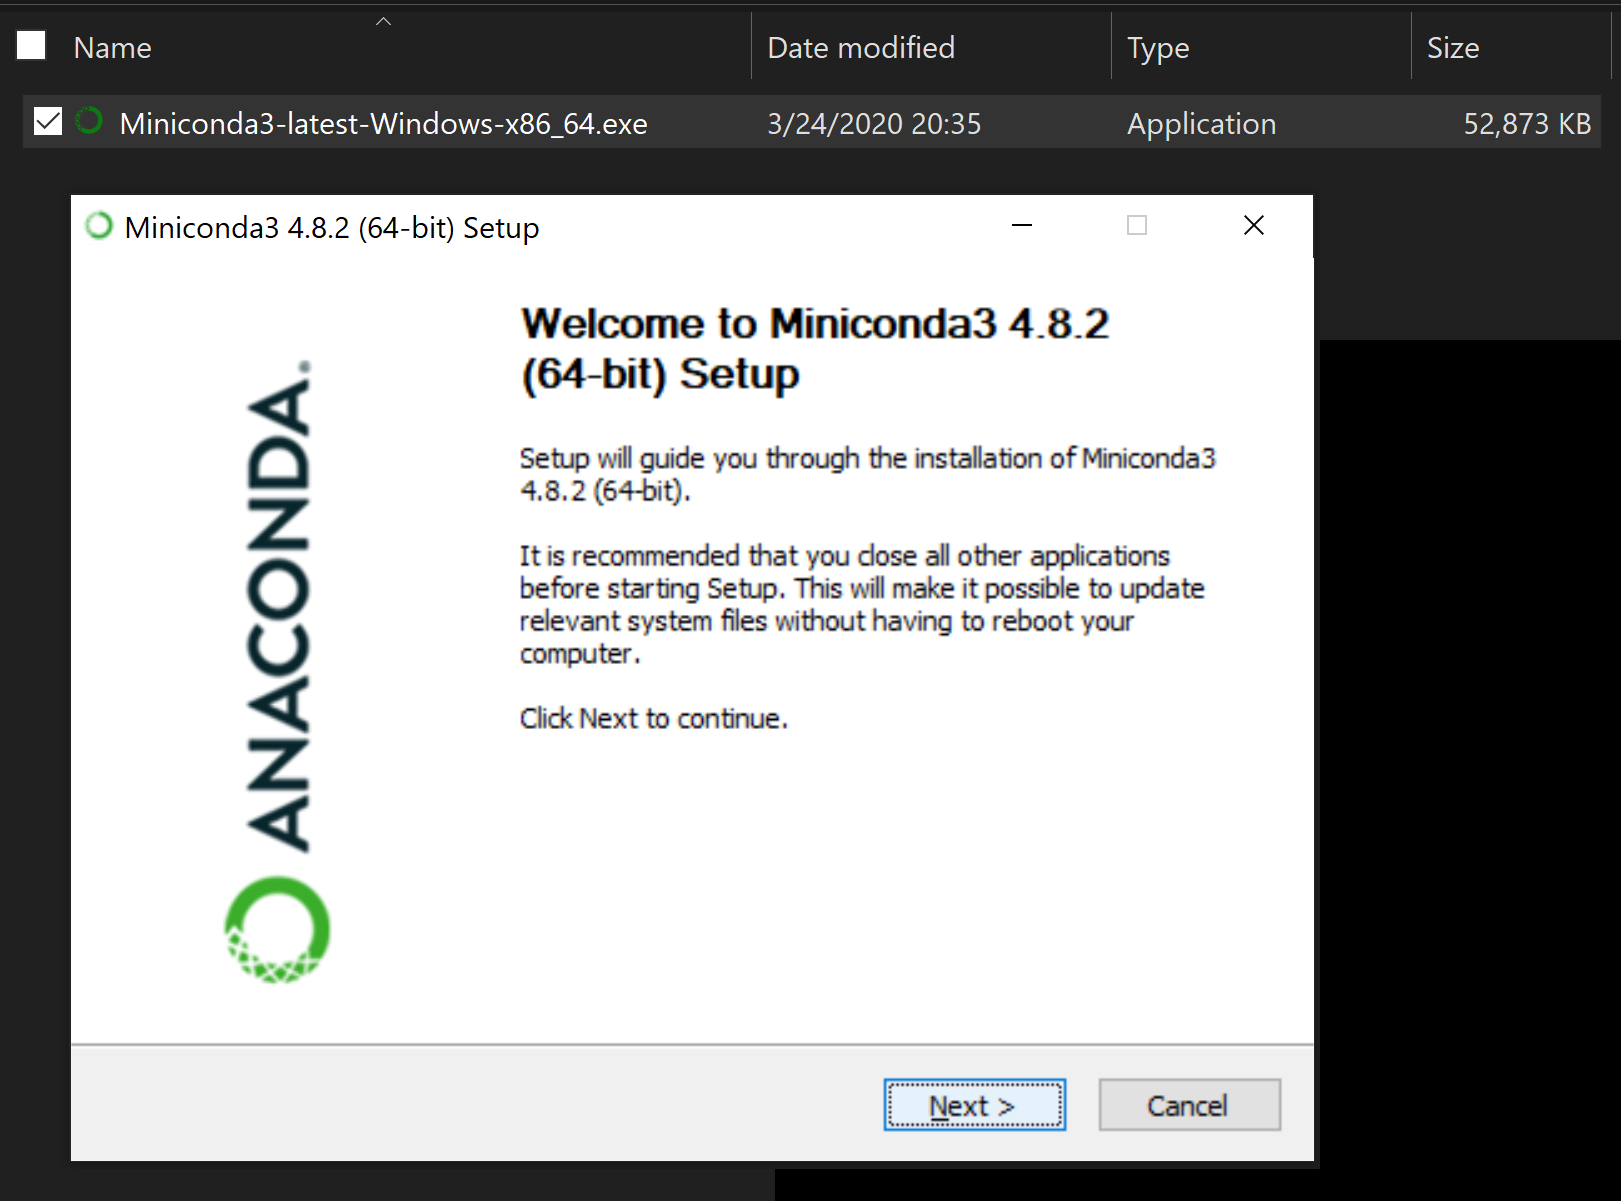 Name Date modified Type Size
Miniconda3-latest-Windows-x86_64.exe 3/24/2020 20:35 Application 52,873 KB
Miniconda3 4.8.2 (64-bit) Setup
ANACONDA.
Welcome to Miniconda3 4.8.2
(64-bit) Setup
Setup will guide you through the installation of Miniconda3
4.8.2 (64-bit).
It is recommended that you close all other applications
before starting Setup. This will make it possible to update
relevant system files without having to reboot your
computer.
Click Next to continue.
Next > Cancel